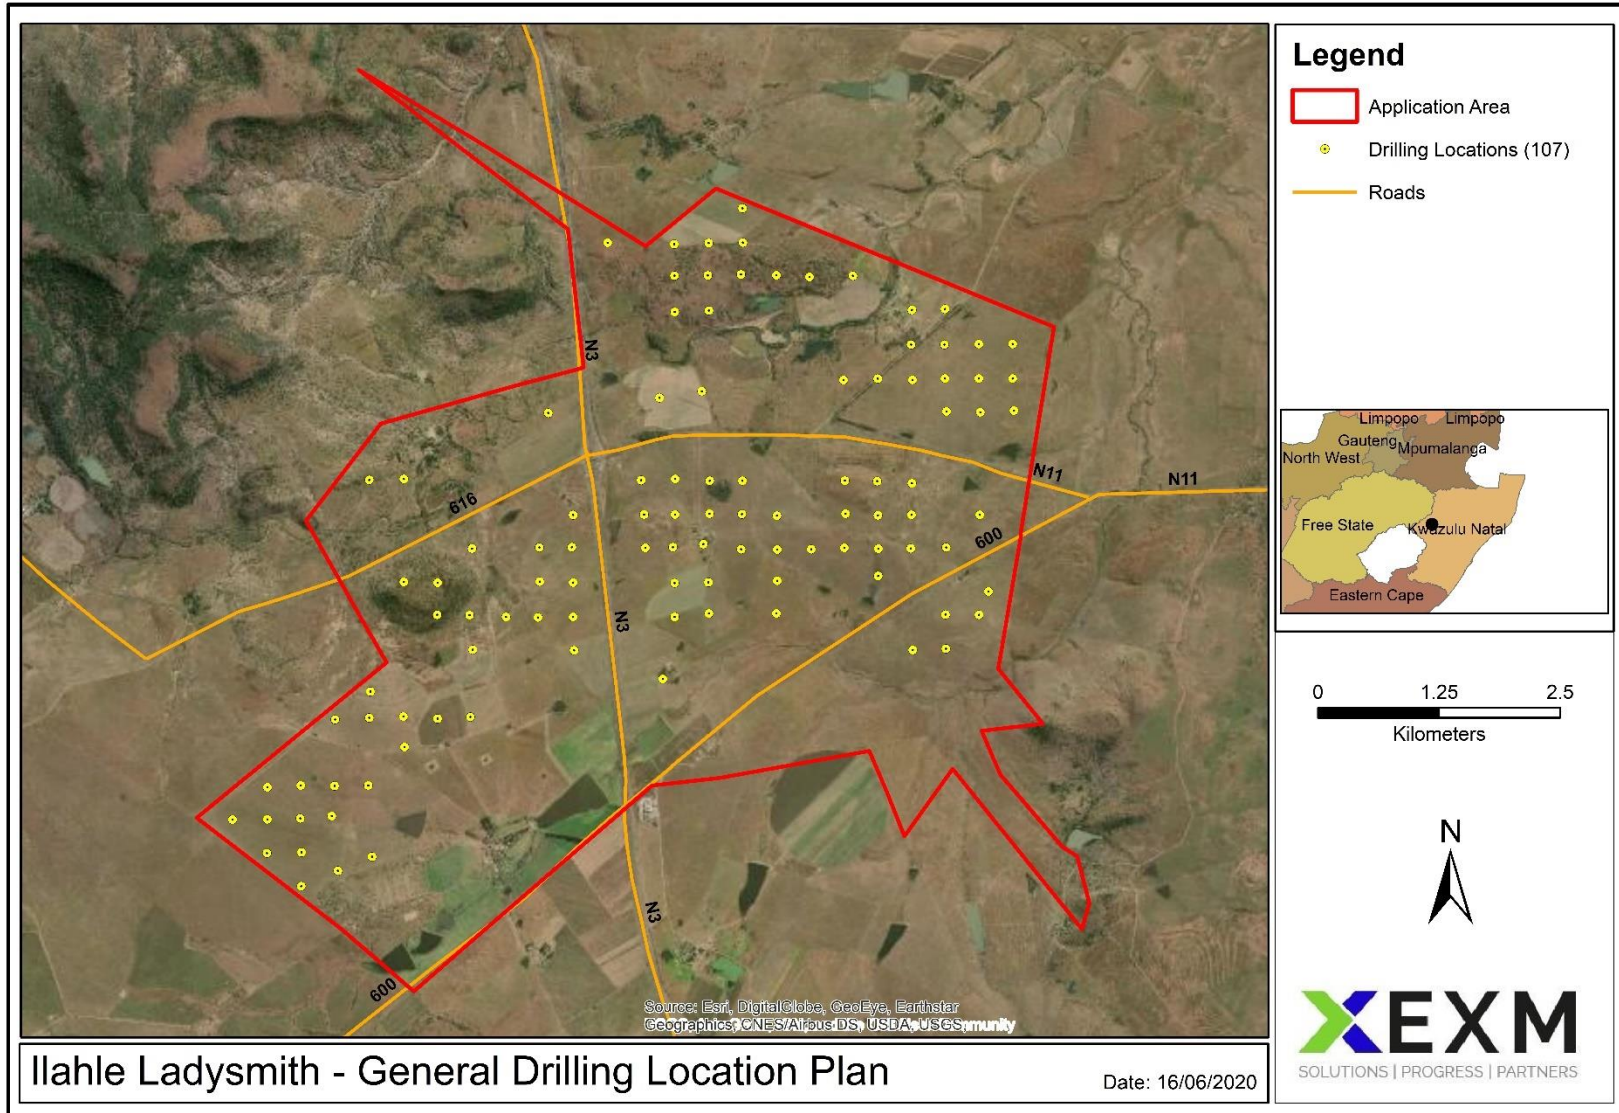 Legend
Application Area
Drilling Locations (107)
Roads
N3
N11
N11
616
600
N3
N3
600
Limpopo
Limpopo
Gauteng
Mpumalanga
North West
Free State
Kwazulu Natal
Eastern Cape
0 1.25 2.5
Kilometers
N
Source: Esri, DigitalGlobe, GeoEye, Earthstar
Geographics, CNES/Airbus DS, USDA, USGS,
EXM
SOLUTIONS | PROGRESS | PARTNERS
Ilahle Ladysmith - General Drilling Location Plan
Date: 16/06/2020